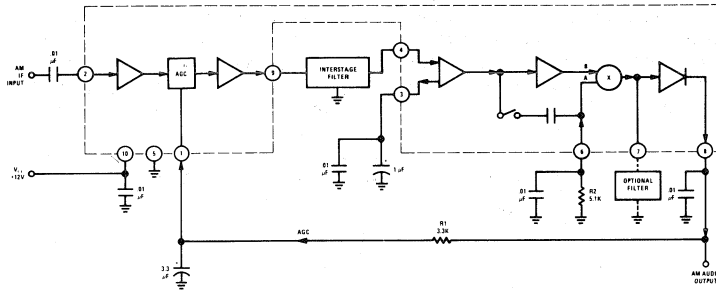 AM
IF
INPUT
.01
μF
2
AGC
9
INTERSTAGE
FILTER
4
3
B
A
X
10
5
1
6
7
8
+12V
.01
μF
.01
μF
1 μF
.01
μF
R2
5.1K
OPTIONAL
FILTER
.01
μF
AGC
R1
3.3K
3.3
μF
AM AUDIO
OUTPUT